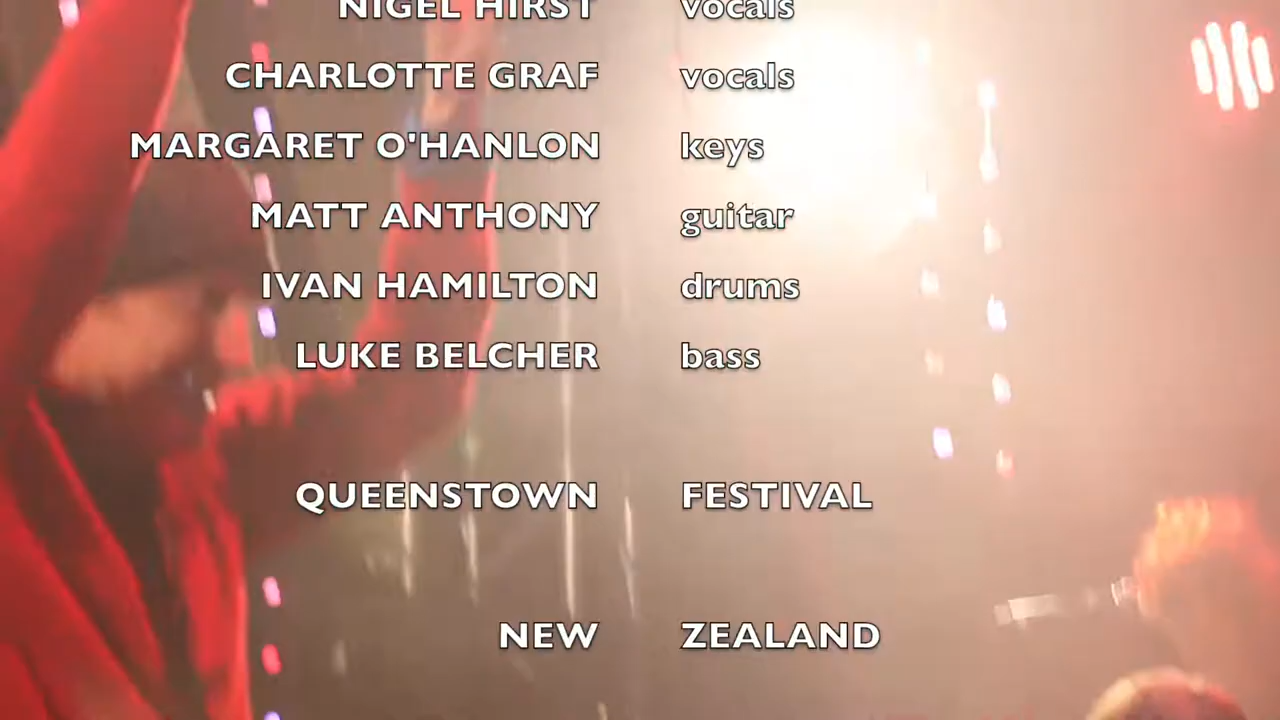 NIGEL HIRST vocals
CHARLOTTE GRAF vocals
MARGARET O'HANLON keys
MATT ANTHONY guitar
IVAN HAMILTON drums
LUKE BELCHER bass
QUEENSTOWN FESTIVAL
NEW ZEALAND